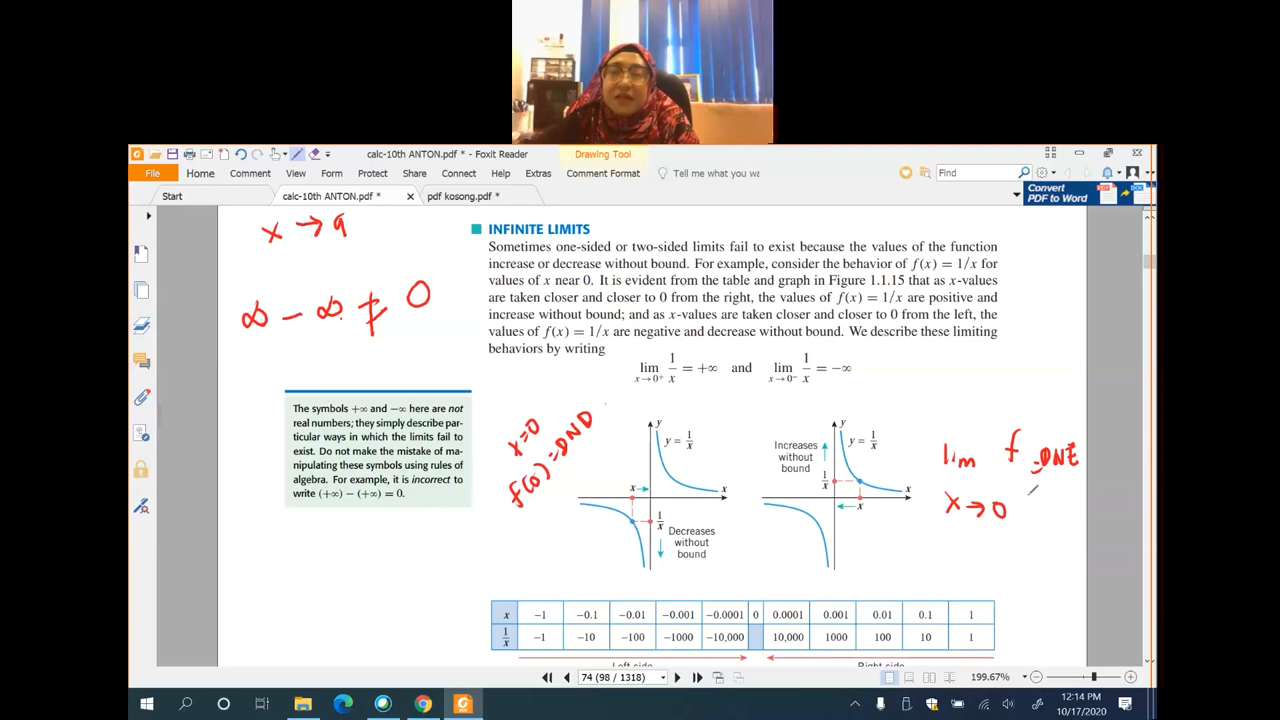 calc-10th ANTON.pdf * - Foxit Reader
Drawing Tool
File Home Comment View Form Protect Share Connect Help Extras Comment Format Tell me what you wa Find
Start calc-10th ANTON.pdf * pdf kosong.pdf *
Convert
PDF to Word
x → a
∞ - ∞ ≠ 0
INFINITE LIMITS
Sometimes one-sided or two-sided limits fail to exist because the values of the function
increase or decrease without bound. For example, consider the behavior of f(x) = 1/x for
values of x near 0. It is evident from the table and graph in Figure 1.1.15 that as x-values
are taken closer and closer to 0 from the right, the values of f(x) = 1/x are positive and
increase without bound; and as x-values are taken closer and closer to 0 from the left, the
values of f(x) = 1/x are negative and decrease without bound. We describe these limiting
behaviors by writing
lim x→0⁺ 1/x = +∞ and lim x→0⁻ 1/x = −∞
The symbols +∞ and −∞ here are not
real numbers; they simply describe par-
ticular ways in which the limits fail to
exist. Do not make the mistake of ma-
nipulating these symbols using rules of
algebra. For example, it is incorrect to
write (+∞) − (+∞) = 0.
x=0
f(0)=DND
y
y = 1/x
x
x
1/x
Decreases
without
bound
y
Increases
without
bound
y = 1/x
1/x
x
x
lim f = DNE
x → 0
x −1 −0.1 −0.01 −0.001 −0.0001 0 0.0001 0.001 0.01 0.1 1
1/x −1 −10 −100 −1000 −10,000 10,000 1000 100 10 1
Left side Right side
74 (98 / 1318) 199.67%
12:14 PM
10/17/2020